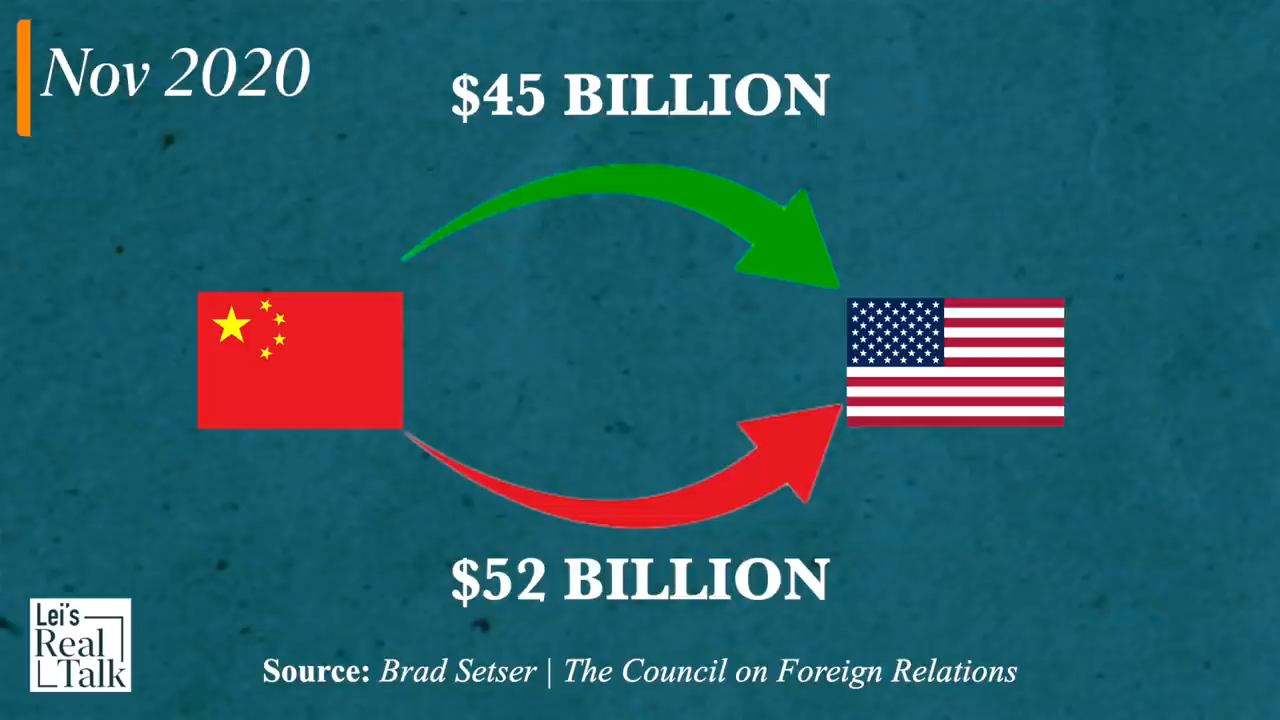 Nov 2020
$45 BILLION
$52 BILLION
Lei's
Real
Talk
Source: Brad Setser | The Council on Foreign Relations